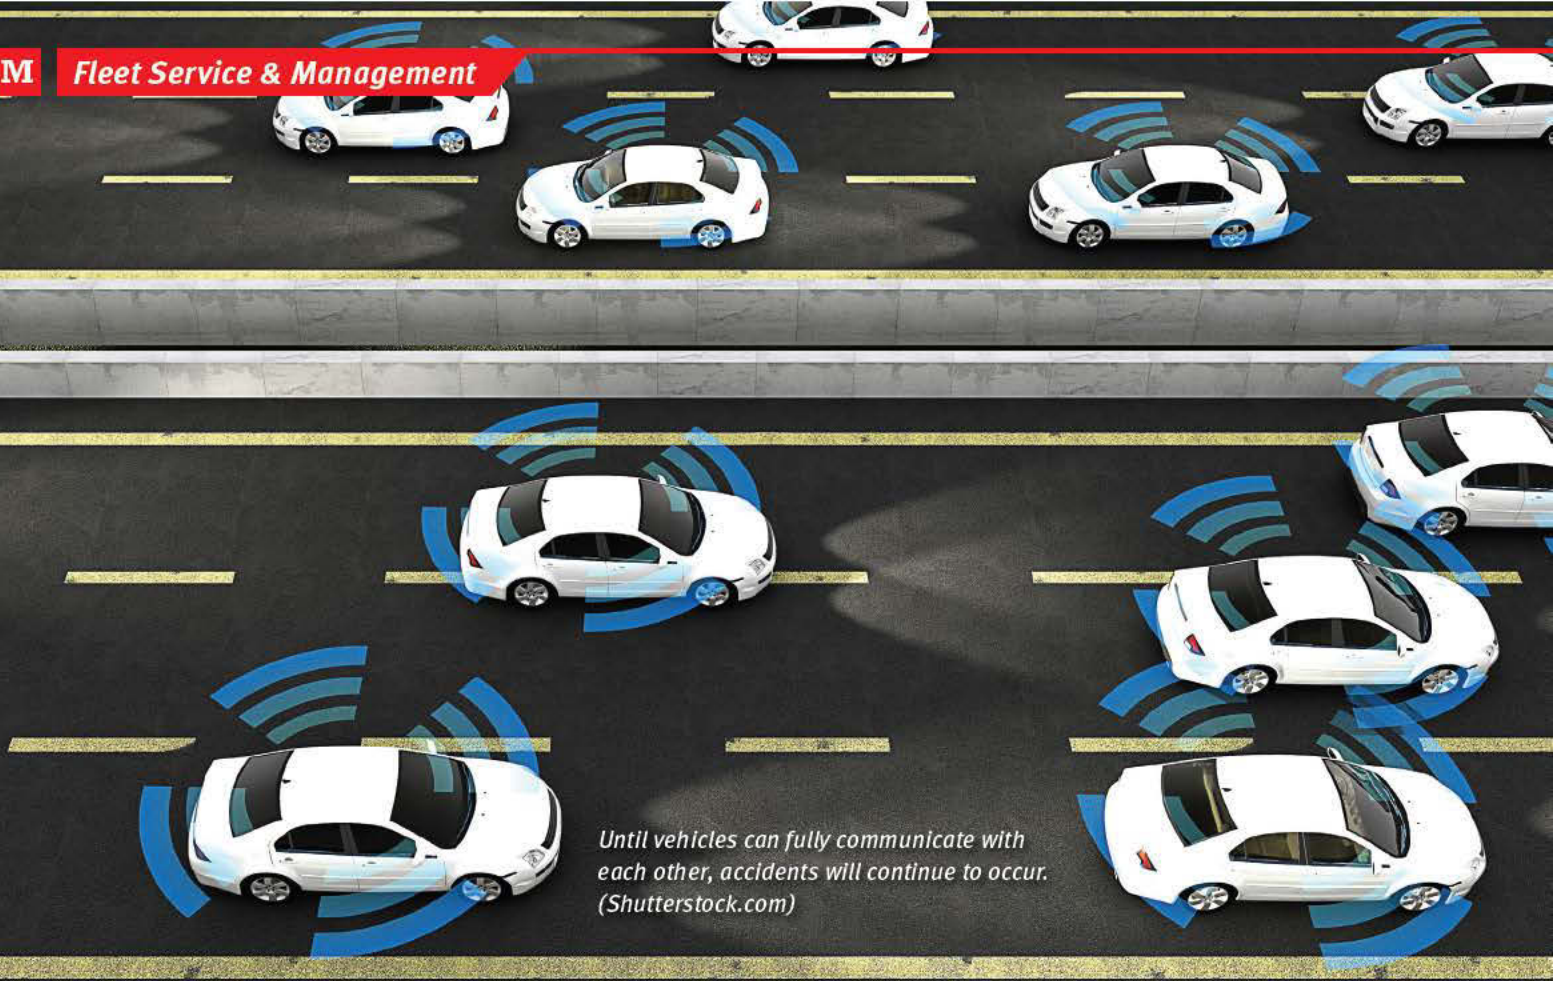 M
Fleet Service & Management
Until vehicles can fully communicate with
each other, accidents will continue to occur.
(Shutterstock.com)